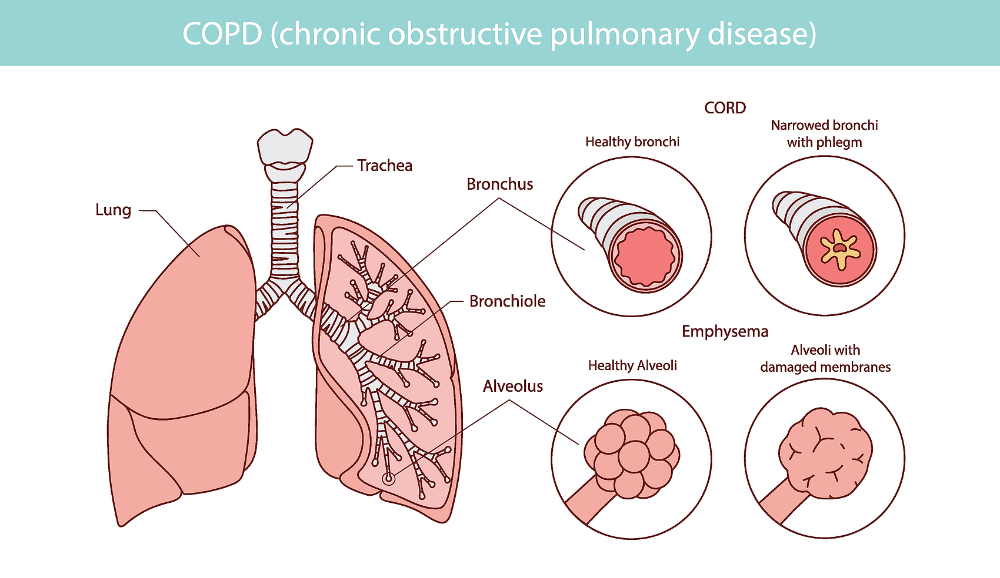 COPD (chronic obstructive pulmonary disease)
Lung
Trachea
Bronchus
Bronchiole
Alveolus
CORD
Healthy bronchi
Narrowed bronchi
with phlegm
Emphysema
Healthy Alveoli
Alveoli with
damaged membranes